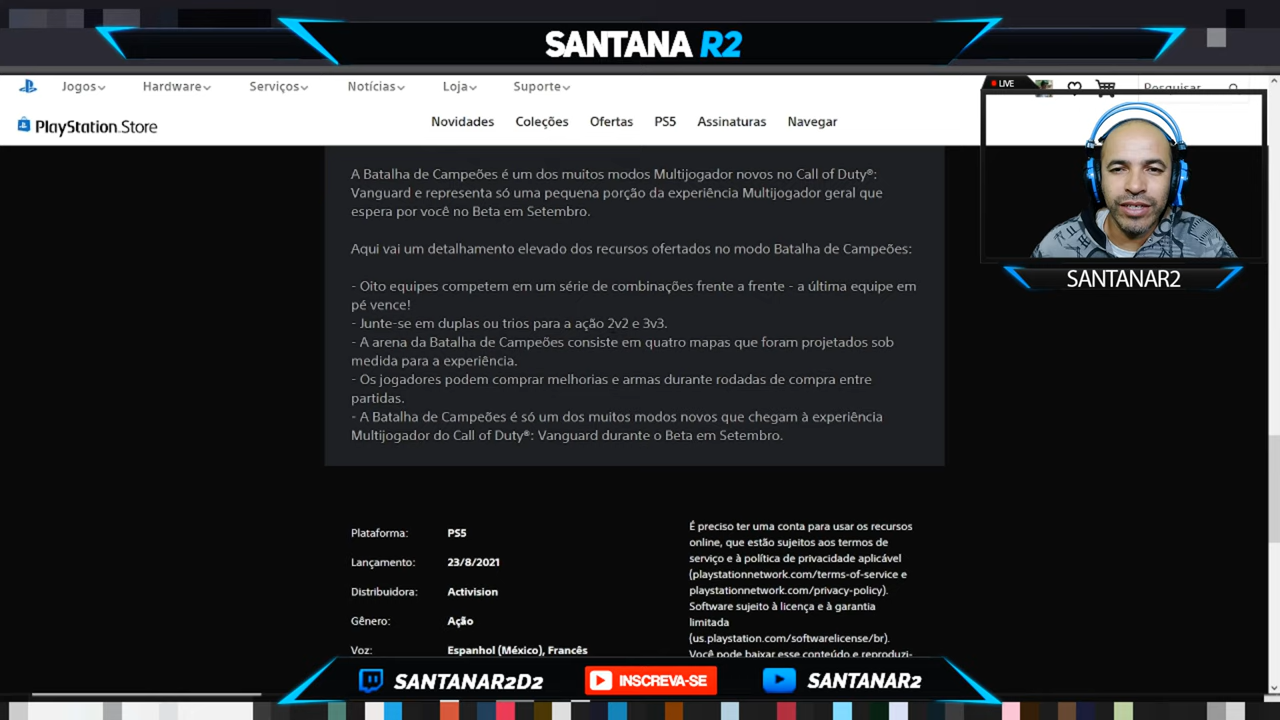 SANTANA R2
LIVE
Jogos
Hardware
Serviços
Notícias
Loja
Suporte
Pesquisar
PlayStation Store
Novidades
Coleções
Ofertas
PS5
Assinaturas
Navegar
A Batalha de Campeões é um dos muitos modos Multijogador novos no Call of Duty®:
Vanguard e representa só uma pequena porção da experiência Multijogador geral que
espera por você no Beta em Setembro.
Aqui vai um detalhamento elevado dos recursos ofertados no modo Batalha de Campeões:
- Oito equipes competem em um série de combinações frente a frente - a última equipe em
pé vence!
- Junte-se em duplas ou trios para a ação 2v2 e 3v3.
- A arena da Batalha de Campeões consiste em quatro mapas que foram projetados sob
medida para a experiência.
- Os jogadores podem comprar melhorias e armas durante rodadas de compra entre
partidas.
- A Batalha de Campeões é só um dos muitos modos novos que chegam à experiência
Multijogador do Call of Duty®: Vanguard durante o Beta em Setembro.
SANTANAR2
Plataforma: PS5
Lançamento: 23/8/2021
Distribuidora: Activision
Gênero: Ação
Voz: Espanhol (México), Francês
É preciso ter uma conta para usar os recursos
online, que estão sujeitos aos termos de
serviço e à política de privacidade aplicável
(playstationnetwork.com/terms-of-service e
playstationnetwork.com/privacy-policy).
Software sujeito à licença e à garantia
limitada
(us.playstation.com/softwarelicense/br).
Você pode baixar esse conteúdo e reproduzi-
SANTANAR2D2
INSCREVA-SE
SANTANAR2